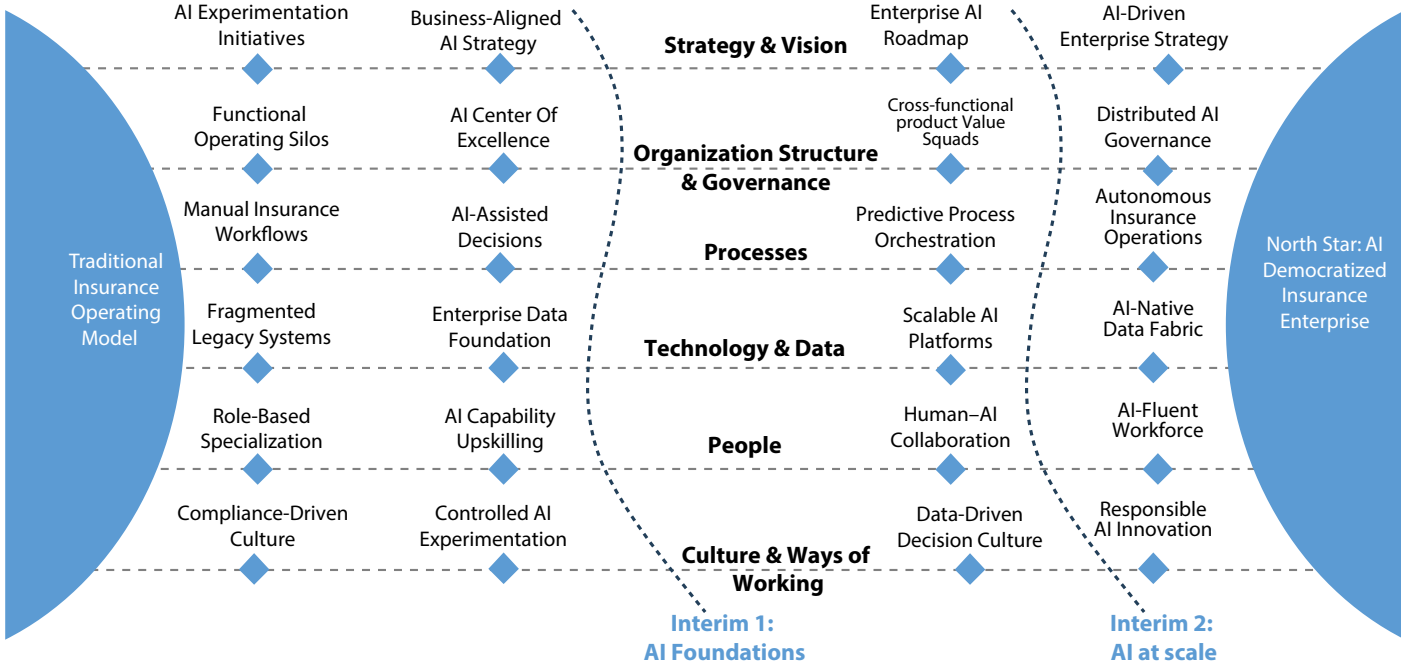 AI Experimentation
Initiatives
Business-Aligned
AI Strategy
Strategy & Vision
Enterprise AI
Roadmap
AI-Driven
Enterprise Strategy
Functional
Operating Silos
AI Center Of
Excellence
Organization Structure
& Governance
Cross-functional
product Value
Squads
Distributed AI
Governance
Manual Insurance
Workflows
AI-Assisted
Decisions
Processes
Predictive Process
Orchestration
Autonomous
Insurance
Operations
Traditional
Insurance
Operating
Model
North Star: AI
Democratized
Insurance
Enterprise
Fragmented
Legacy Systems
Enterprise Data
Foundation
Technology & Data
Scalable AI
Platforms
AI-Native
Data Fabric
Role-Based
Specialization
AI Capability
Upskilling
People
Human–AI
Collaboration
AI-Fluent
Workforce
Compliance-Driven
Culture
Controlled AI
Experimentation
Culture & Ways of
Working
Data-Driven
Decision Culture
Responsible
AI Innovation
Interim 1:
AI Foundations
Interim 2:
AI at scale